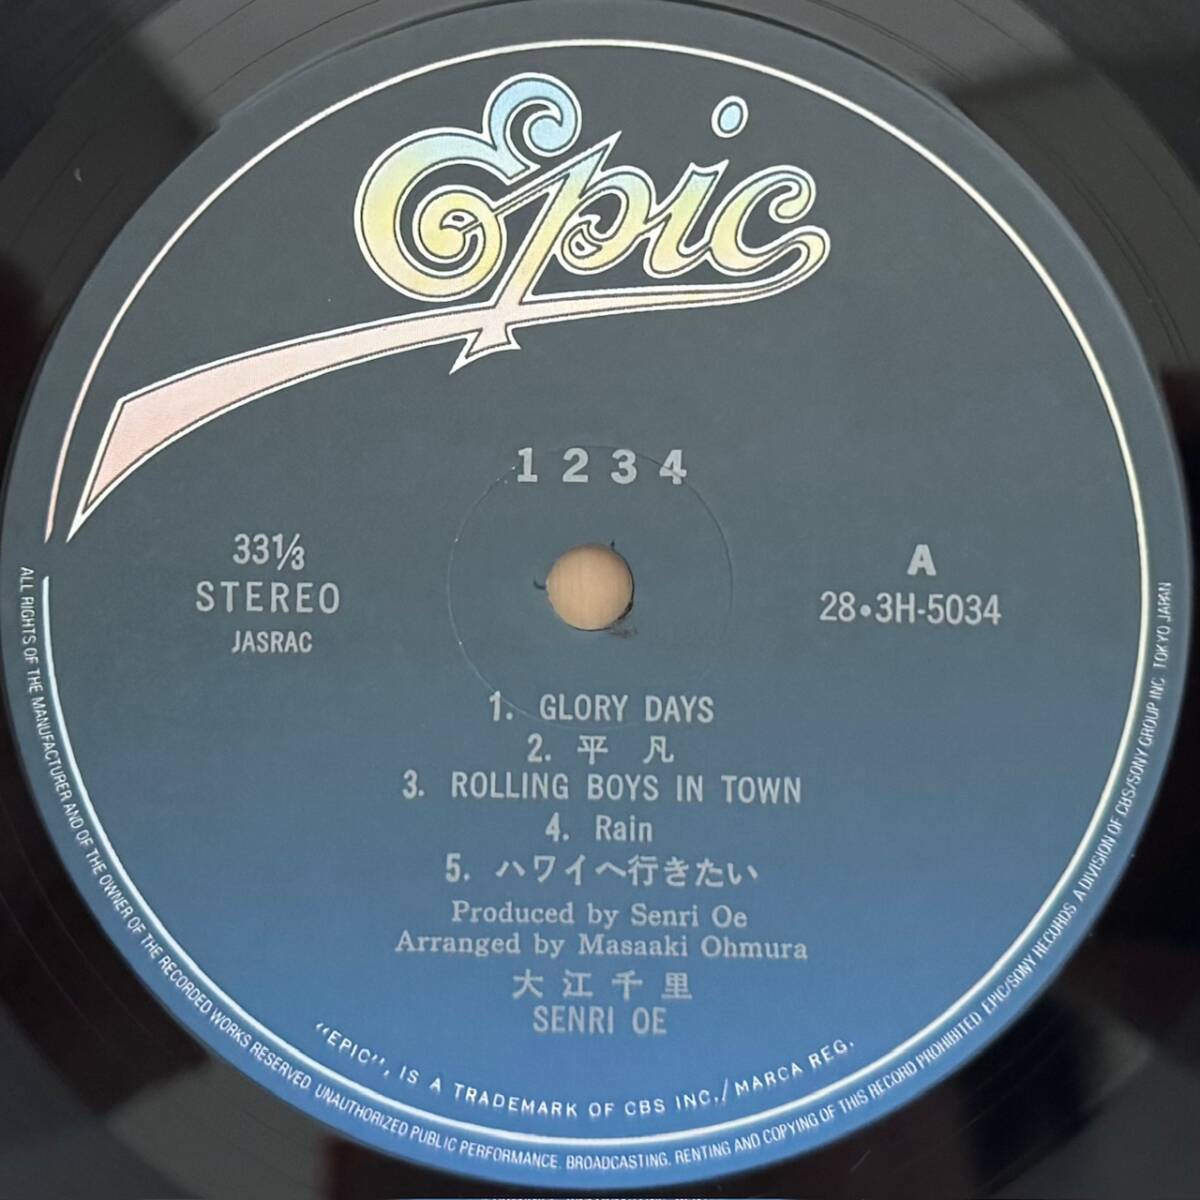 Epic
1 2 3 4
33⅓
STEREO
JASRAC
A
28•3H-5034
1. GLORY DAYS
2. 平 凡
3. ROLLING BOYS IN TOWN
4. Rain
5. ハワイへ行きたい
Produced by Senri Oe
Arranged by Masaaki Ohmura
大江千里
SENRI OE
"EPIC", IS A TRADEMARK OF CBS INC./MARCA REG.
ALL RIGHTS OF THE MANUFACTURER AND OF THE OWNER OF THE RECORDED WORKS RESERVED. UNAUTHORIZED PUBLIC PERFORMANCE. BROADCASTING. RENTING AND COPYING OF THIS RECORD PROHIBITED EPIC/SONY RECORDS A DIVISION OF CBS/SONY GROUP INC. TOKYO JAPAN